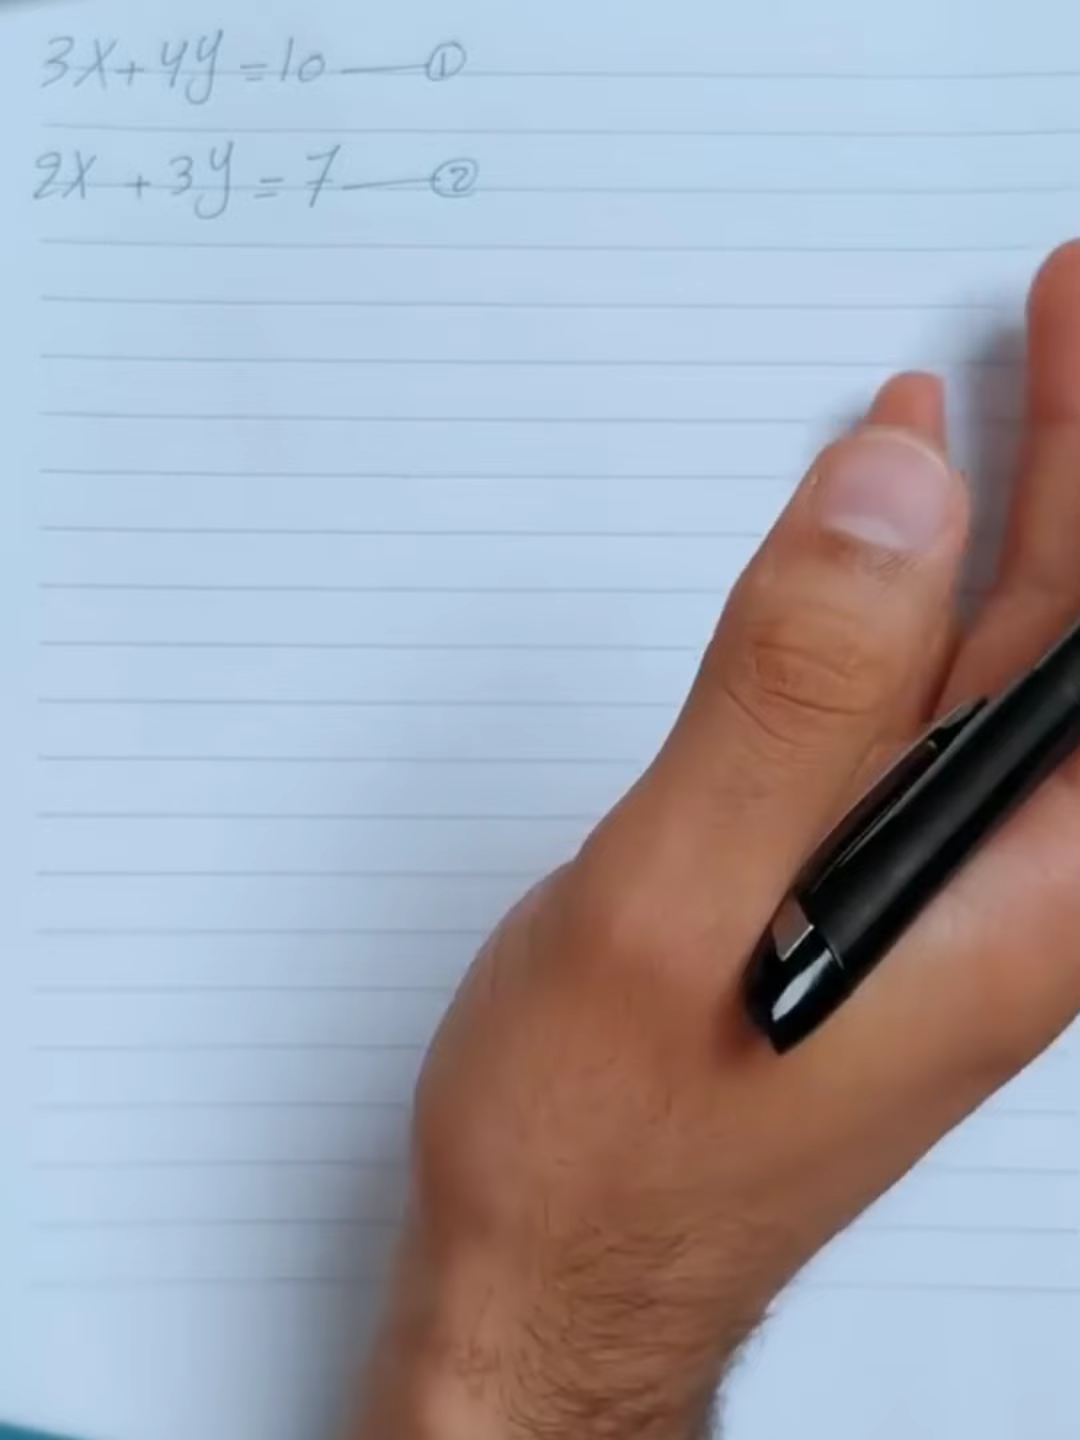 3x+4y=10 —— ①
2x+3y=7 —— ②